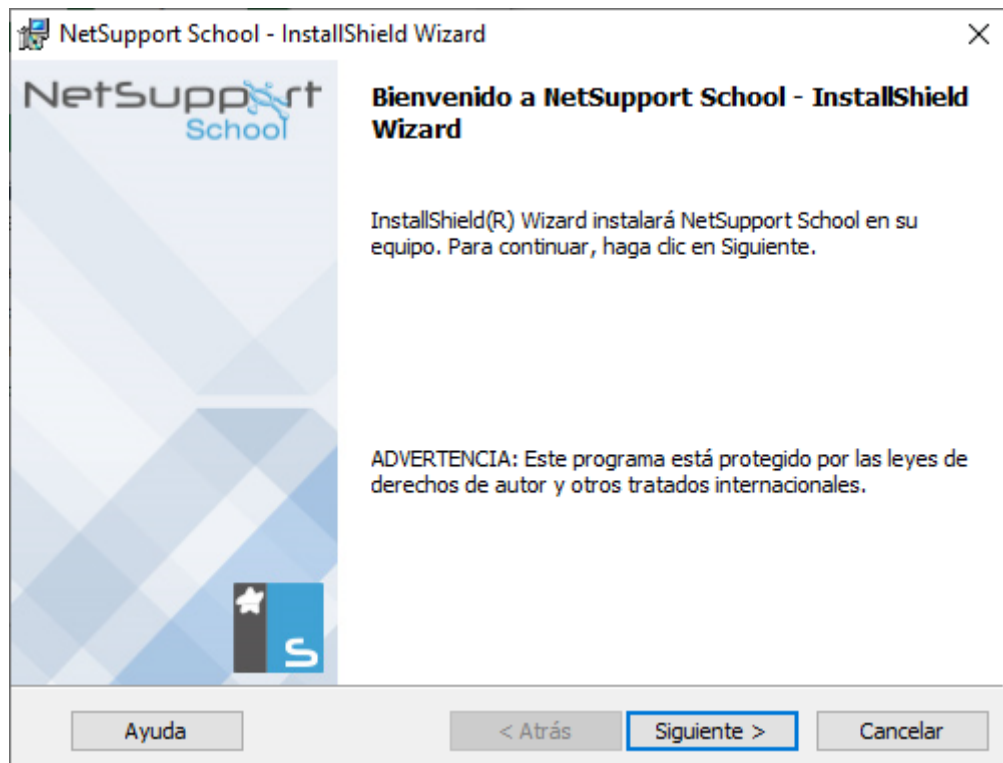 NetSupport School - InstallShield Wizard
NetSupport
School
Bienvenido a NetSupport School - InstallShield
Wizard
InstallShield(R) Wizard instalará NetSupport School en su
equipo. Para continuar, haga clic en Siguiente.
ADVERTENCIA: Este programa está protegido por las leyes de
derechos de autor y otros tratados internacionales.
S
Ayuda
< Atrás
Siguiente >
Cancelar